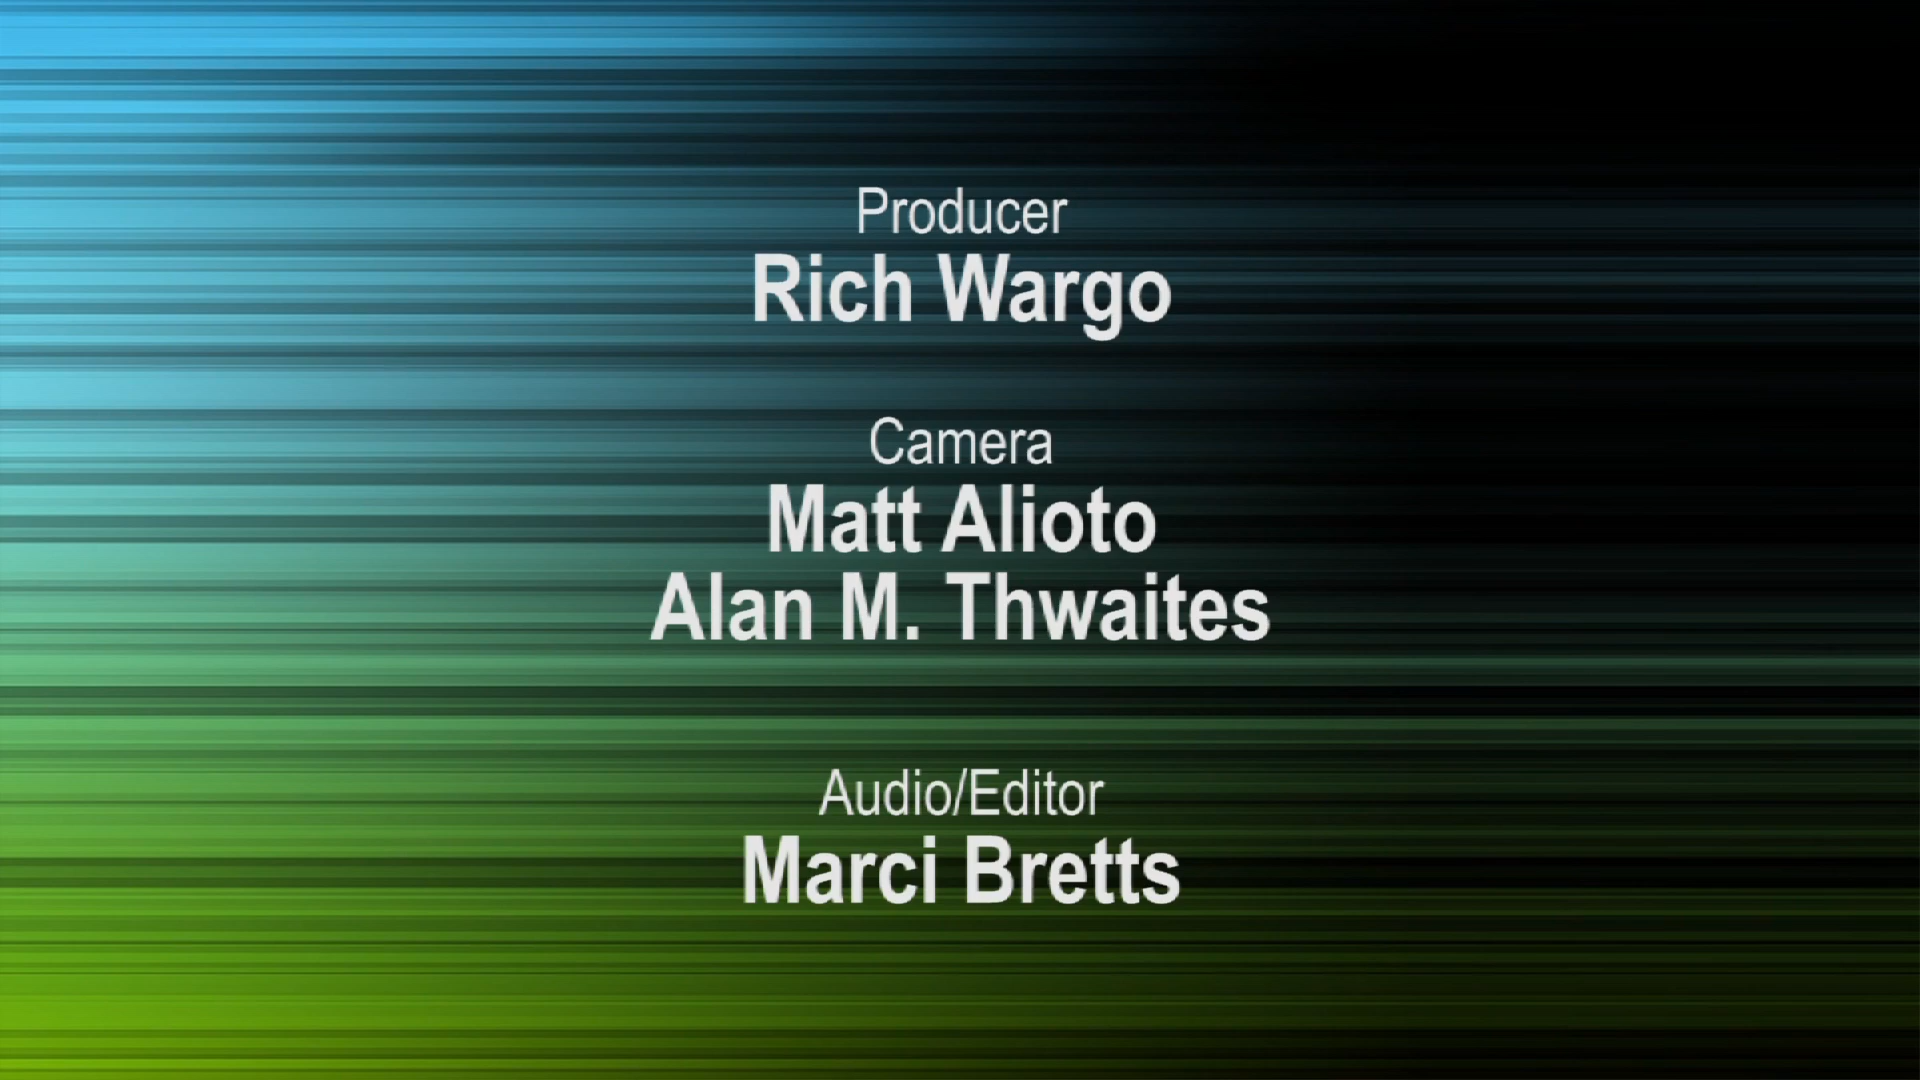 Producer
Rich Wargo
Camera
Matt Alioto
Alan M. Thwaites
Audio/Editor
Marci Bretts